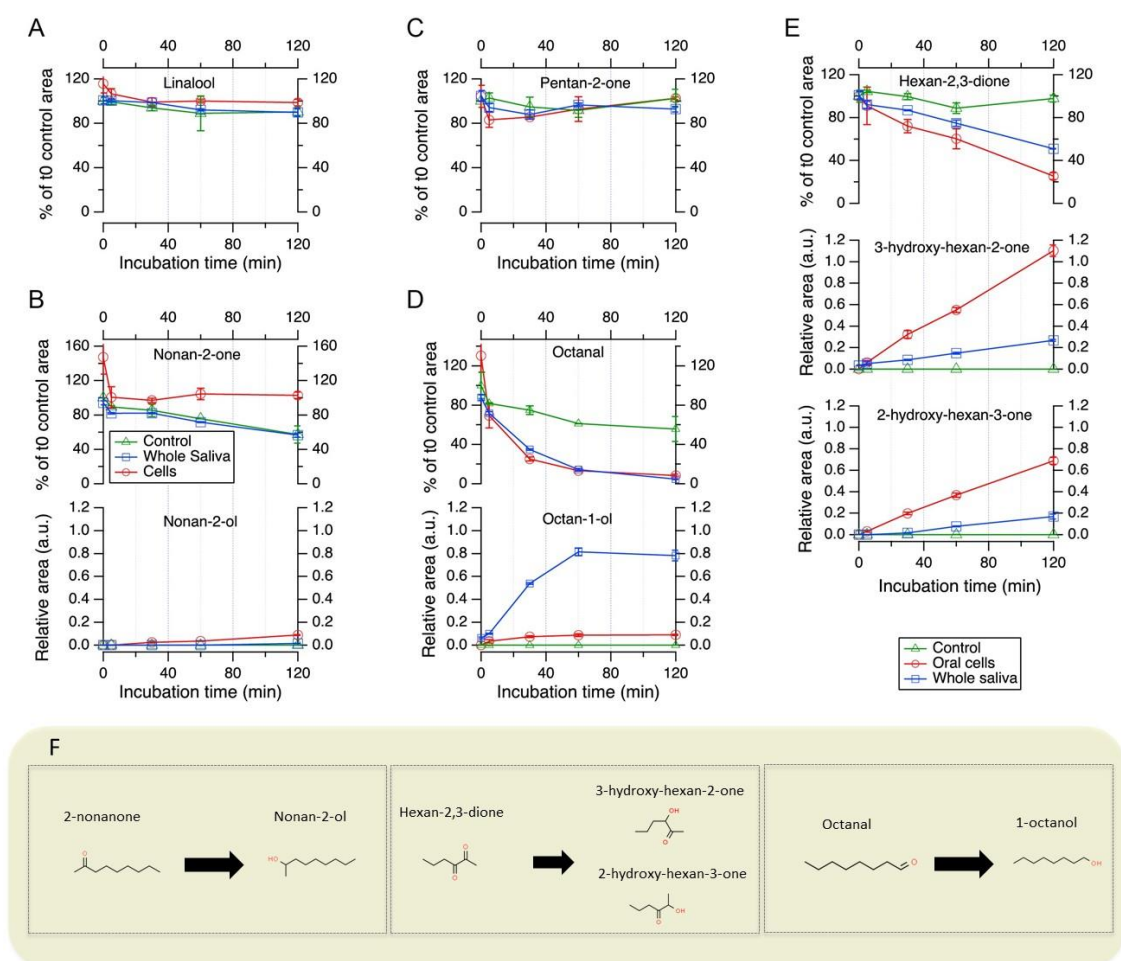 A
0 40 80 120
Linalool
% of t0 control area
120
80
40
0
120
80
40
0
0 40 80 120
Incubation time (min)
B
0 40 80 120
Nonan-2-one
% of t0 control area
160
120
80
40
0
160
120
80
40
0
Control
Whole Saliva
Cells
Nonan-2-ol
Relative area (a.u.)
1.2
1.0
0.8
0.6
0.4
0.2
0.0
1.2
1.0
0.8
0.6
0.4
0.2
0.0
0 40 80 120
Incubation time (min)
C
0 40 80 120
Pentan-2-one
% of t0 control area
120
80
40
0
120
80
40
0
0 40 80 120
Incubation time (min)
D
0 40 80 120
Octanal
% of t0 control area
120
80
40
0
120
80
40
0
Octan-1-ol
Relative area (a.u.)
1.2
1.0
0.8
0.6
0.4
0.2
0.0
1.2
1.0
0.8
0.6
0.4
0.2
0.0
0 40 80 120
Incubation time (min)
E
0 40 80 120
Hexan-2,3-dione
% of t0 control area
120
80
40
0
120
80
40
0
3-hydroxy-hexan-2-one
Relative area (a.u.)
1.2
1.0
0.8
0.6
0.4
0.2
0.0
1.2
1.0
0.8
0.6
0.4
0.2
0.0
2-hydroxy-hexan-3-one
Relative area (a.u.)
1.2
1.0
0.8
0.6
0.4
0.2
0.0
1.2
1.0
0.8
0.6
0.4
0.2
0.0
0 40 80 120
Incubation time (min)
Control
Oral cells
Whole saliva
F
2-nonanone
O
Nonan-2-ol
HO
Hexan-2,3-dione
O
O
3-hydroxy-hexan-2-one
OH
O
2-hydroxy-hexan-3-one
O
OH
Octanal
O
1-octanol
OH